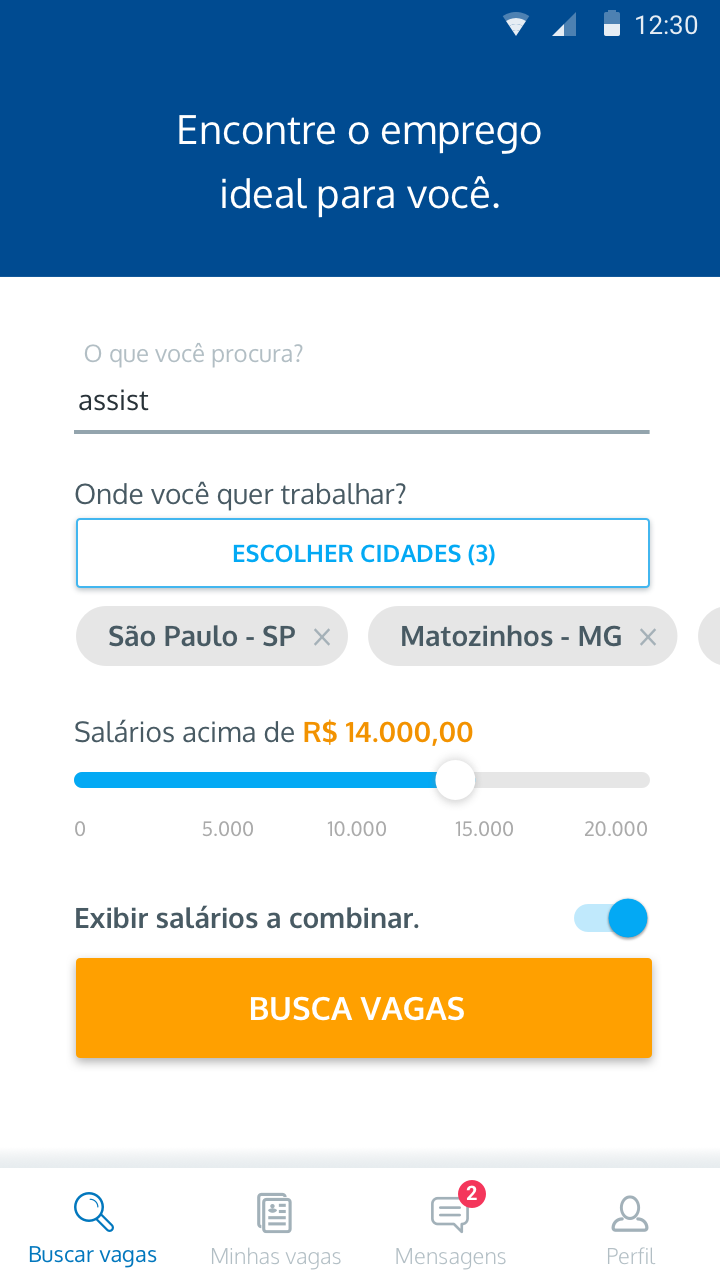 12:30
Encontre o emprego
ideal para você.
O que você procura?
assist
Onde você quer trabalhar?
ESCOLHER CIDADES (3)
São Paulo - SP × Matozinhos - MG ×
Salários acima de R$ 14.000,00
0 5.000 10.000 15.000 20.000
Exibir salários a combinar.
BUSCA VAGAS
2
Buscar vagas Minhas vagas Mensagens Perfil